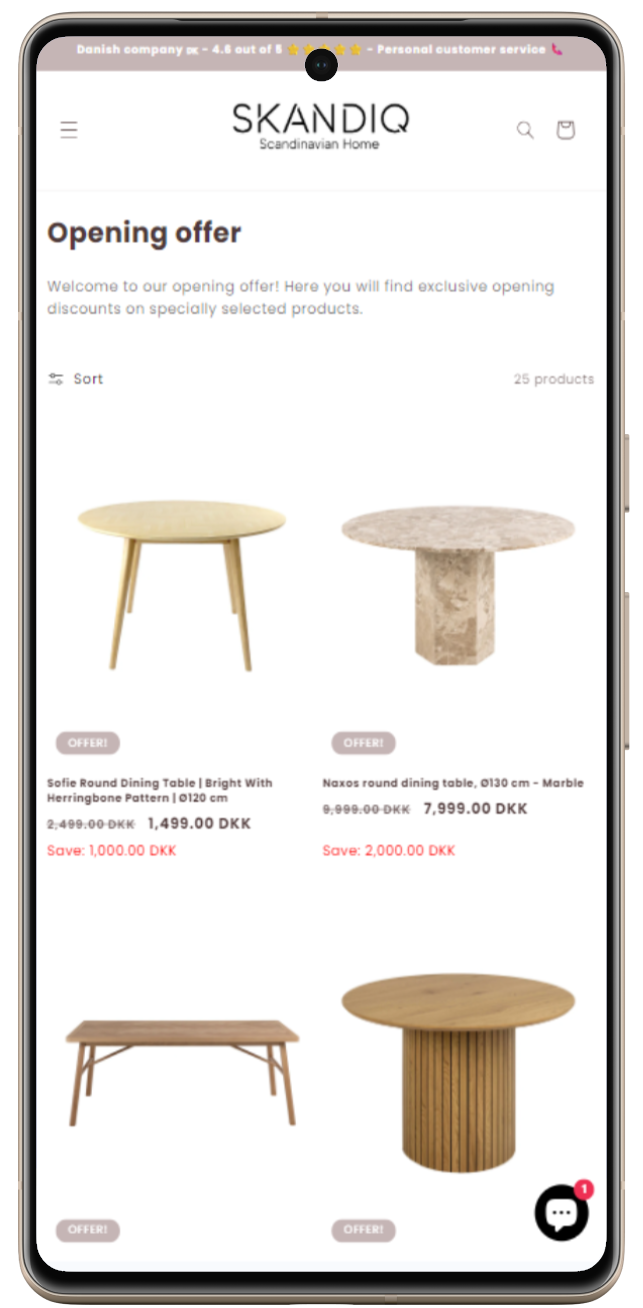 Danish company DK - 4.6 out of 5 ⭐⭐⭐⭐⭐ - Personal customer service 📞
SKANDIQ
Scandinavian Home
Opening offer
Welcome to our opening offer! Here you will find exclusive opening
discounts on specially selected products.
Sort
25 products
OFFER!
OFFER!
Sofie Round Dining Table | Bright With
Herringbone Pattern | Ø120 cm
2,499.00 DKK 1,499.00 DKK
Save: 1,000.00 DKK
Naxos round dining table, Ø130 cm - Marble
9,999.00 DKK 7,999.00 DKK
Save: 2,000.00 DKK
OFFER!
OFFER!
1